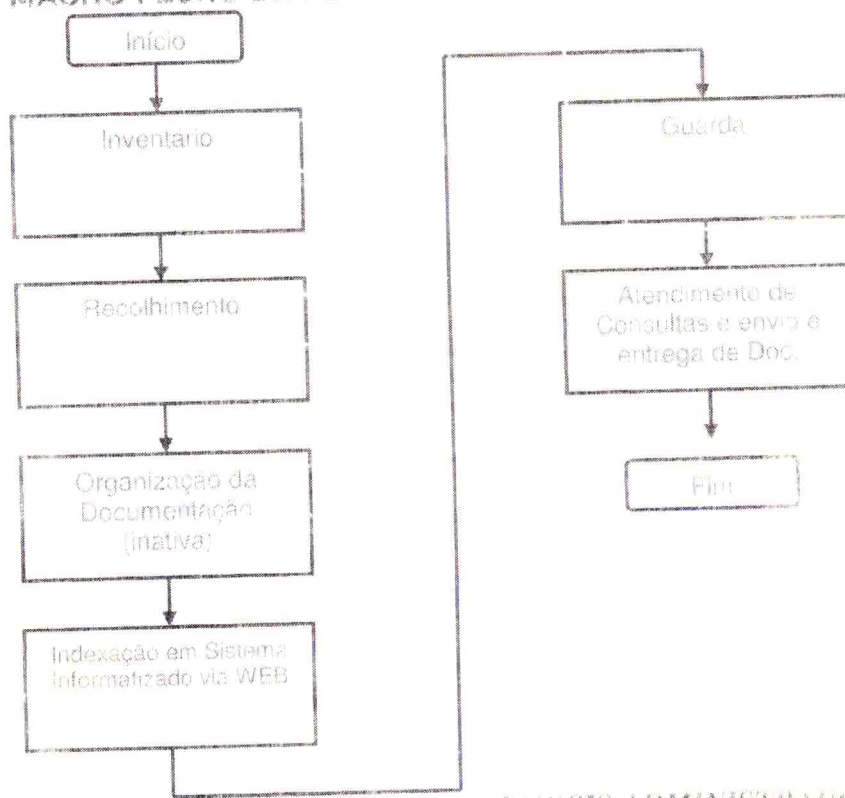 Início
Inventário
Recolhimento
Organização da
Documentação
(inativa)
Indexação em Sistema
Informatizado via WEB
Guarda
Atendimento de
Consultas e envio e
entrega de Doc.
Fim